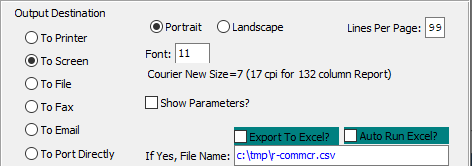 Output Destination
Portrait Landscape Lines Per Page: 99
To Printer
To Screen Font: 11
Courier New Size=7 (17 cpi for 132 column Report)
To File
To Fax Show Parameters?
To Email Export To Excel? Auto Run Excel?
To Port Directly If Yes, File Name: c:\tmp\r-commcr.csv